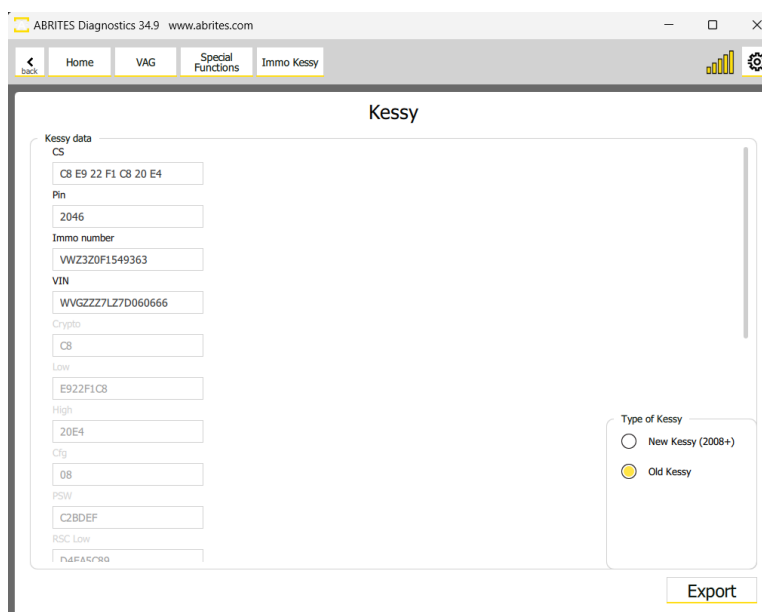 ABRITES Diagnostics 34.9 www.abrites.com
back
Home
VAG
Special
Functions
Immo Kessy
Kessy
Kessy data
CS
C8 E9 22 F1 C8 20 E4
Pin
2046
Immo number
VWZ3Z0F1549363
VIN
WVGZZZ7LZ7D060666
Crypto
C8
Low
E922F1C8
High
20E4
Cfg
08
PSW
C2BDEF
RSC Low
D4EA5C89
Type of Kessy
New Kessy (2008+)
Old Kessy
Export